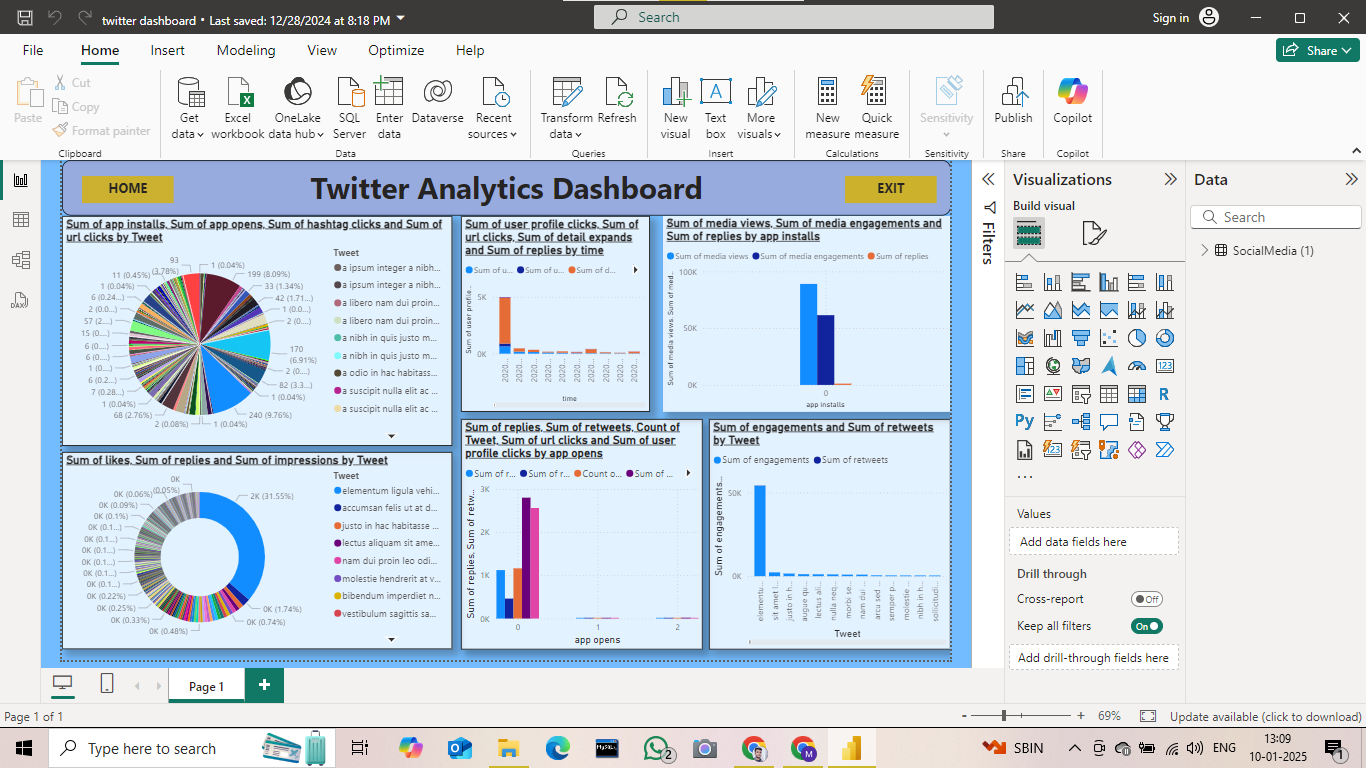 twitter dashboard • Last saved: 12/28/2024 at 8:18 PM
Search
Sign in
File
Home
Insert
Modeling
View
Optimize
Help
Share
Paste
Cut
Copy
Format painter
Get data
Excel workbook
OneLake data hub
SQL Server
Enter data
Dataverse
Recent sources
Transform data
Refresh
New visual
Text box
More visuals
New measure
Quick measure
Sensitivity
Publish
Copilot
Clipboard
Data
Queries
Insert
Calculations
Sensitivity
Share
Copilot
HOME
Twitter Analytics Dashboard
EXIT
Sum of app installs, Sum of app opens, Sum of hashtag clicks and Sum of
url clicks by Tweet
93
11 (0.45%)
(3.78%)
1 (0.04%)
1 (0.04%)
199 (8.09%)
33 (1.34%)
42 (1.71...
1 (0.0...
2 (0....
170
(6.91%)
2 (0....
82 (3.3...
1 (0.04%)
240 (9.76%)
1 (0.04%)
2 (0.08%)
68 (2.76%)
1 (0.04%)
7 (0.28...
6 (0.2...
1 (0.0...
6 (0....
6 (0....
15 (0....
57 (2...
6 (0.24...
Tweet
a ipsum integer a nibh...
a ipsum integer a nibh...
a libero nam dui proin...
a libero nam dui proin...
a nibh in quis justo m...
a nibh in quis justo m...
a odio in hac habitass...
a suscipit nulla elit ac ...
a suscipit nulla elit ac ...
Sum of user profile clicks, Sum of
url clicks, Sum of detail expands
and Sum of replies by time
Sum of u...
Sum of u...
Sum of d...
Sum of user profile...
5K
0K
2020...
2020...
2020...
2020...
2020...
2020...
2020...
2020...
2020...
2020...
time
Sum of media views, Sum of media engagements and
Sum of replies by app installs
Sum of media views
Sum of media engagements
Sum of replies
Sum of media views, Sum of med...
100K
50K
0K
0
app installs
Sum of likes, Sum of replies and Sum of impressions by Tweet
0K
0K (0.06%)
(0.05%)
0K (0.09%)
0K (0.1%)
0K (0.1...)
0K (0.1...)
0K (0.1...)
0K (0.1...)
0K (0.1...)
0K (0.22%)
0K (0.25%)
0K (0.33%)
0K (0.48%)
0K (0.74%)
0K (1.74%)
2K (31.55%)
Tweet
elementum ligula vehi...
accumsan felis ut at d...
justo in hac habitasse ...
lectus aliquam sit ame...
nam dui proin leo odi...
molestie hendrerit at v...
bibendum imperdiet n...
vestibulum sagittis sa...
Sum of replies, Sum of retweets, Count of
Tweet, Sum of url clicks and Sum of user
profile clicks by app opens
Sum of r...
Sum of r...
Count o...
Sum of ...
Sum of replies, Sum of retw...
3K
2K
1K
0K
0
1
2
app opens
Sum of engagements and Sum of retweets
by Tweet
Sum of engagements
Sum of retweets
Sum of engagements...
50K
0K
elementu...
sit amet i...
justo in h...
augue qu...
lectus ali...
nulla neq...
morbi se...
nam dui ...
arcu sed ...
semper p...
molestie ...
nibh in h...
sollicitudi...
Tweet
Filters
Visualizations
Build visual
Values
Add data fields here
Drill through
Cross-report
Off
Keep all filters
On
Add drill-through fields here
Data
Search
SocialMedia (1)
Page 1
Page 1 of 1
69%
Update available (click to download)
Type here to search
SBIN
ENG
13:09
10-01-2025